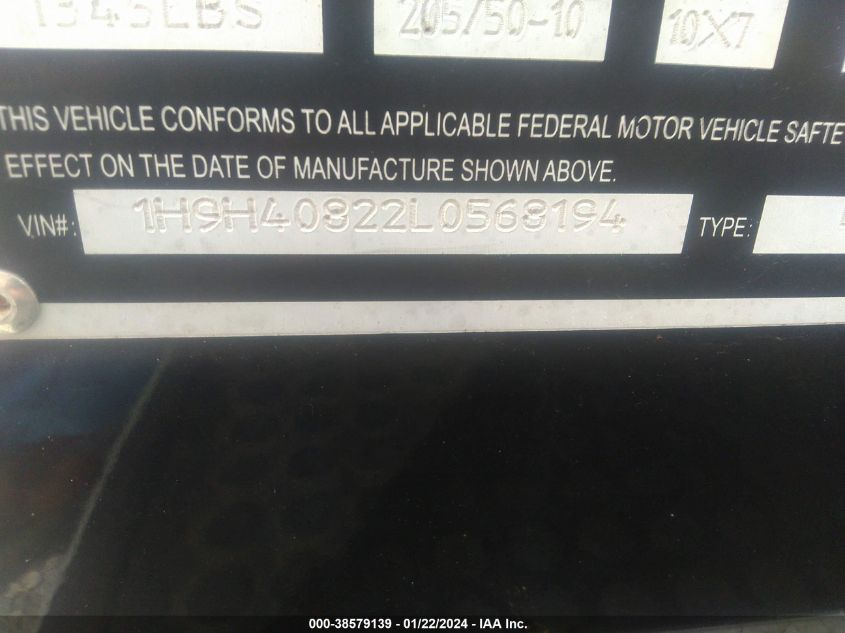 1345LBS 205/50-10 10X7
THIS VEHICLE CONFORMS TO ALL APPLICABLE FEDERAL MOTOR VEHICLE SAFTE
EFFECT ON THE DATE OF MANUFACTURE SHOWN ABOVE.
VIN#: 1H9H40822L0568194 TYPE:
000-38579139 - 01/22/2024 - IAA Inc.